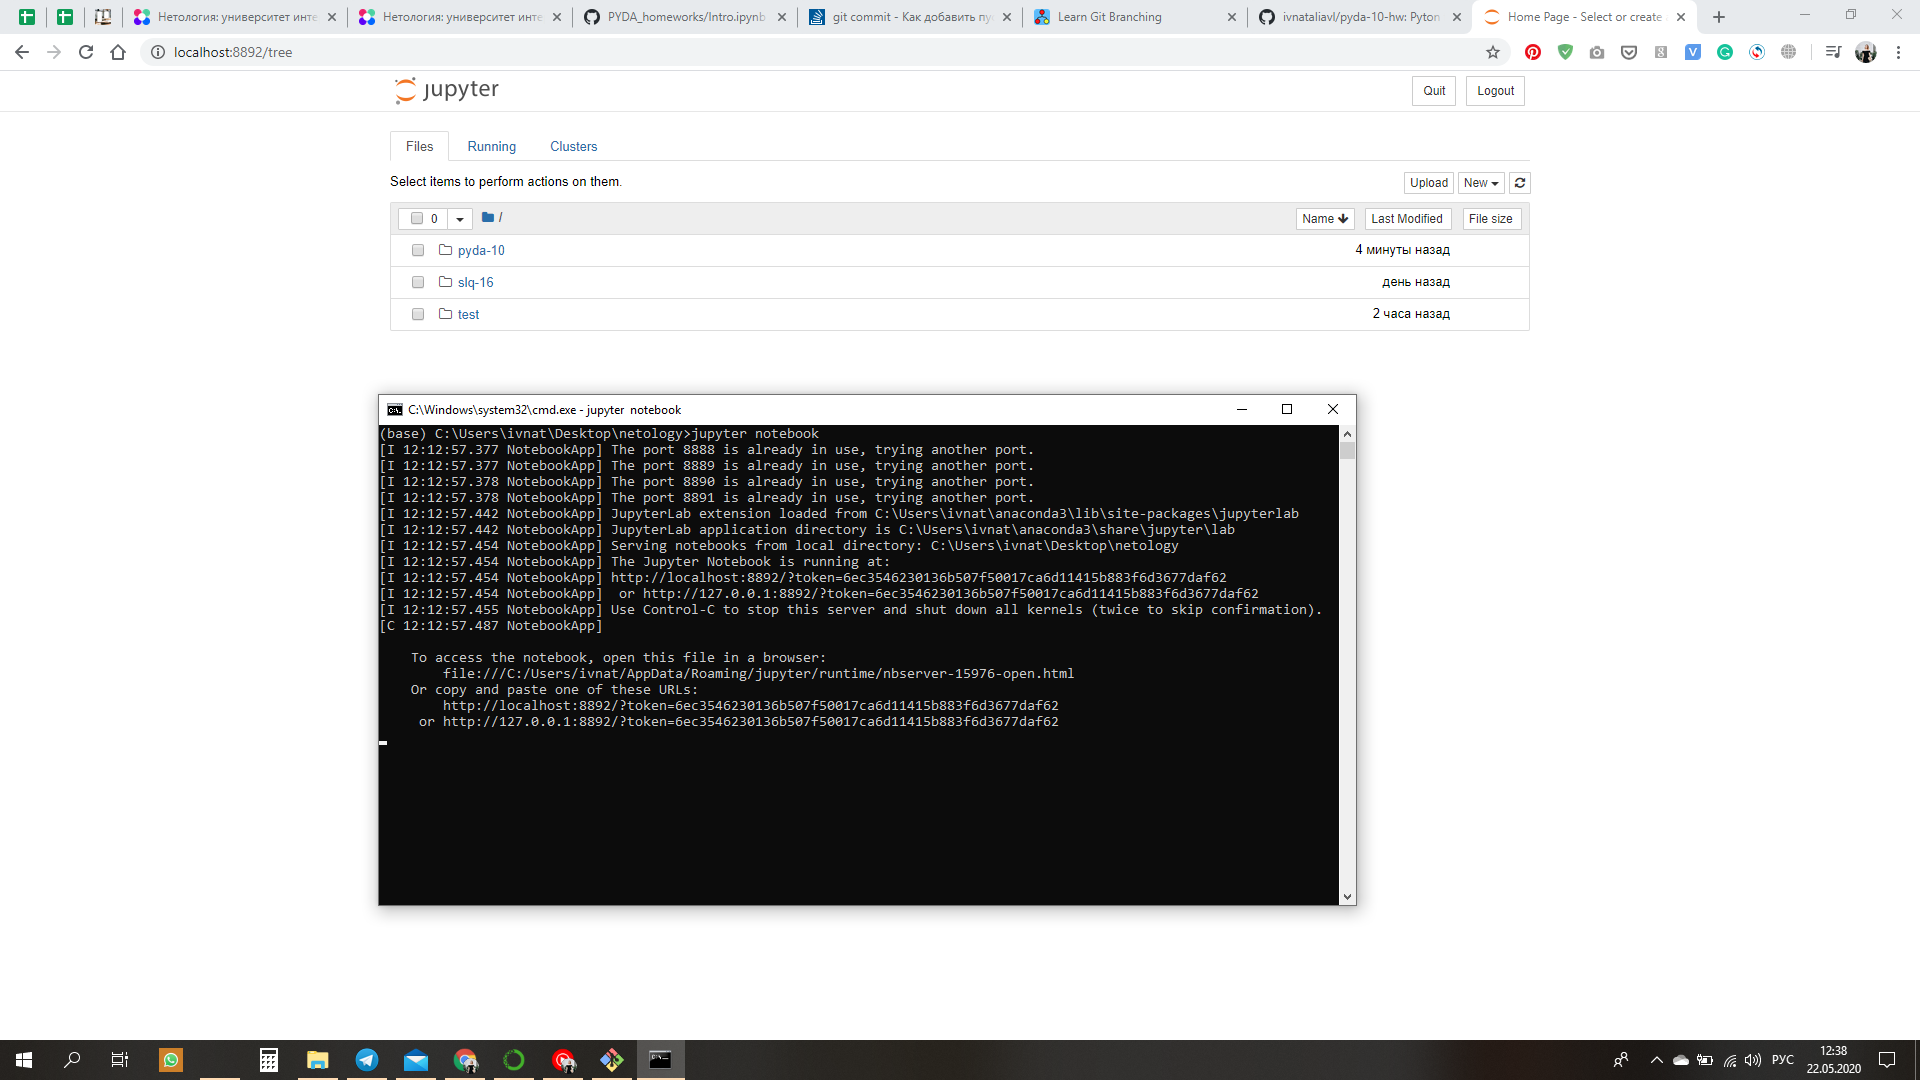 Нетология: университет инте
Нетология: университет инте
PYDA_homeworks/Intro.ipynb
git commit - Как добавить пу
Learn Git Branching
ivnataliavl/pyda-10-hw: Pyton
Home Page - Select or create
localhost:8892/tree
jupyter
Quit
Logout
Files
Running
Clusters
Select items to perform actions on them.
Upload
New
0
/
Name
Last Modified
File size
pyda-10
4 минуты назад
slq-16
день назад
test
2 часа назад
C:\Windows\system32\cmd.exe - jupyter notebook
(base) C:\Users\ivnat\Desktop\netology>jupyter notebook
[I 12:12:57.377 NotebookApp] The port 8888 is already in use, trying another port.
[I 12:12:57.377 NotebookApp] The port 8889 is already in use, trying another port.
[I 12:12:57.378 NotebookApp] The port 8890 is already in use, trying another port.
[I 12:12:57.378 NotebookApp] The port 8891 is already in use, trying another port.
[I 12:12:57.442 NotebookApp] JupyterLab extension loaded from C:\Users\ivnat\anaconda3\lib\site-packages\jupyterlab
[I 12:12:57.442 NotebookApp] JupyterLab application directory is C:\Users\ivnat\anaconda3\share\jupyter\lab
[I 12:12:57.454 NotebookApp] Serving notebooks from local directory: C:\Users\ivnat\Desktop\netology
[I 12:12:57.454 NotebookApp] The Jupyter Notebook is running at:
[I 12:12:57.454 NotebookApp] http://localhost:8892/?token=6ec3546230136b507f50017ca6d11415b883f6d3677daf62
[I 12:12:57.454 NotebookApp]  or http://127.0.0.1:8892/?token=6ec3546230136b507f50017ca6d11415b883f6d3677daf62
[I 12:12:57.455 NotebookApp] Use Control-C to stop this server and shut down all kernels (twice to skip confirmation).
[C 12:12:57.487 NotebookApp]
To access the notebook, open this file in a browser:
file:///C:/Users/ivnat/AppData/Roaming/jupyter/runtime/nbserver-15976-open.html
Or copy and paste one of these URLs:
http://localhost:8892/?token=6ec3546230136b507f50017ca6d11415b883f6d3677daf62
or http://127.0.0.1:8892/?token=6ec3546230136b507f50017ca6d11415b883f6d3677daf62
РУС
12:38
22.05.2020